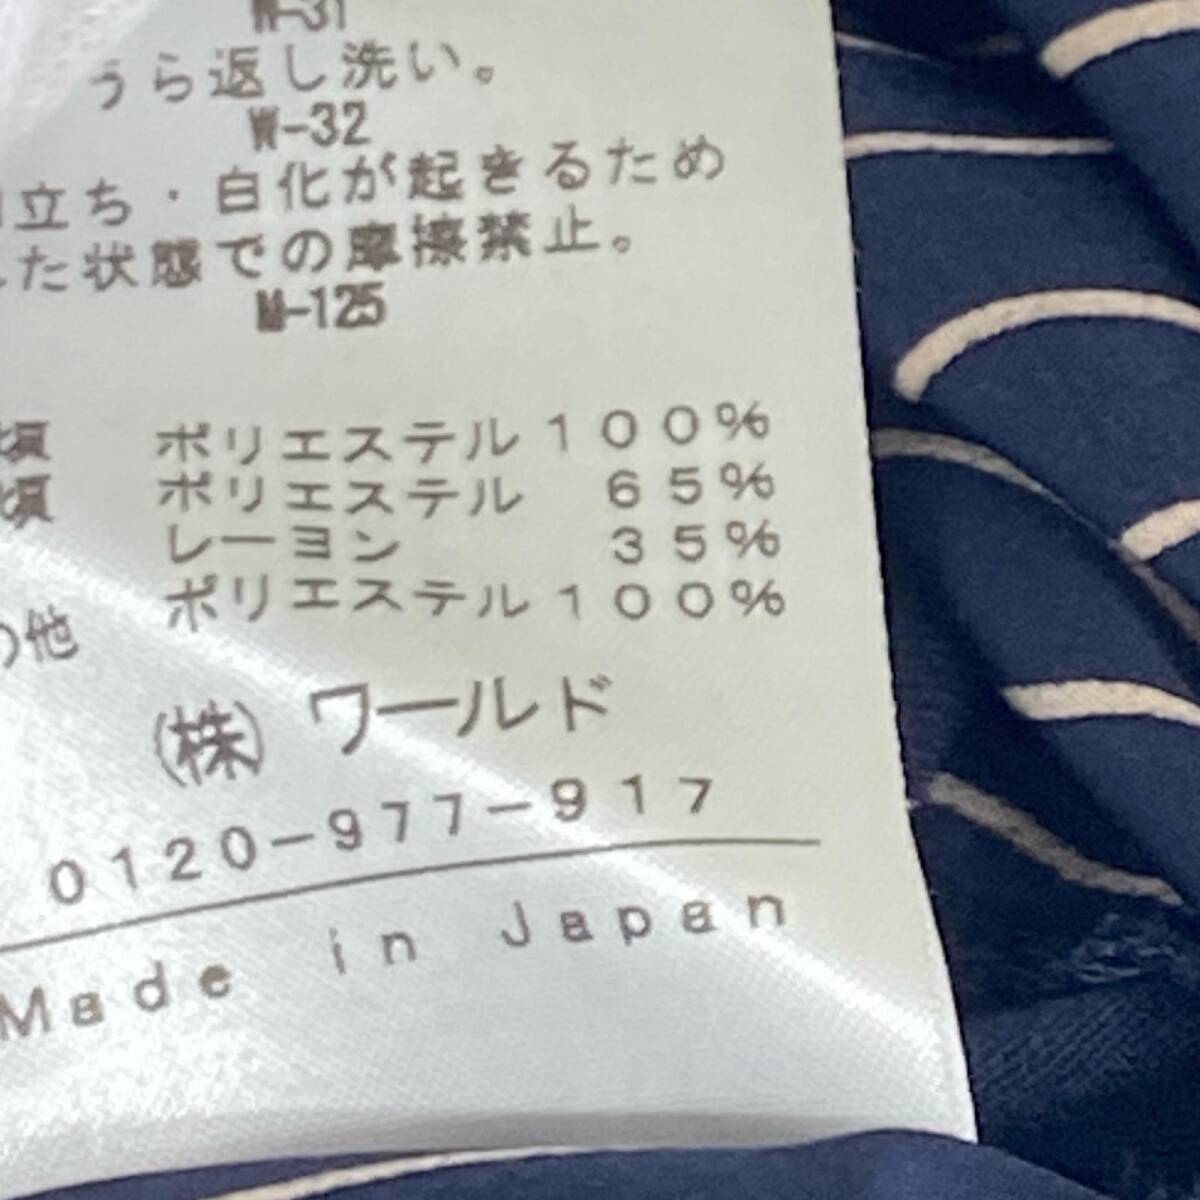 W-31
うら返し洗い。
W-32
立ち・白化が起きるため
た状態での摩擦禁止。
M-125
ポリエステル100%
ポリエステル 65%
レーヨン 35%
ポリエステル100%
の他
(株)ワールド
0120-977-917
Made in Japan